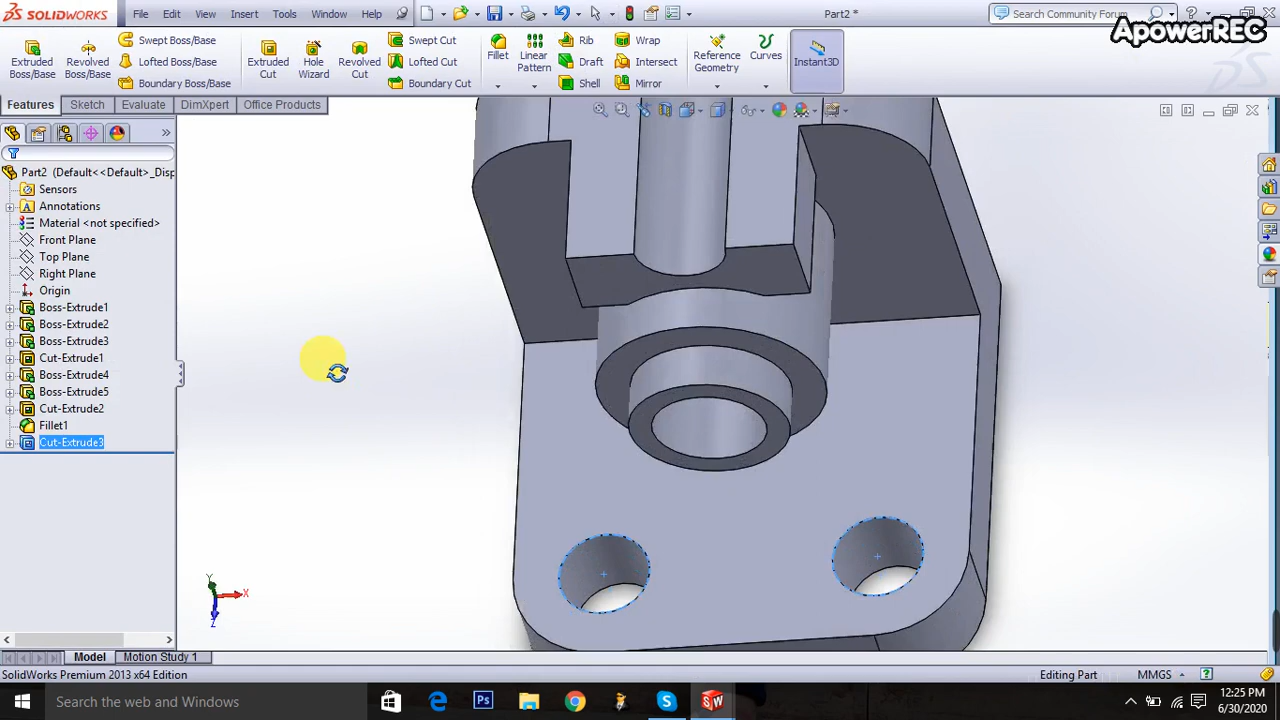 SOLIDWORKS
File Edit View Insert Tools Window Help
Part2 *
Search Community Forum
ApowerREC
Extruded Boss/Base
Revolved Boss/Base
Swept Boss/Base
Lofted Boss/Base
Boundary Boss/Base
Extruded Cut
Hole Wizard
Revolved Cut
Swept Cut
Lofted Cut
Boundary Cut
Fillet
Linear Pattern
Rib
Draft
Shell
Wrap
Intersect
Mirror
Reference Geometry
Curves
Instant3D
Features Sketch Evaluate DimXpert Office Products
Part2 (Default<<Default>_Disp
Sensors
Annotations
Material <not specified>
Front Plane
Top Plane
Right Plane
Origin
Boss-Extrude1
Boss-Extrude2
Boss-Extrude3
Cut-Extrude1
Boss-Extrude4
Boss-Extrude5
Cut-Extrude2
Fillet1
Cut-Extrude3
Y
X
Z
Model Motion Study 1
SolidWorks Premium 2013 x64 Edition
Editing Part
MMGS
Search the web and Windows
12:25 PM
6/30/2020